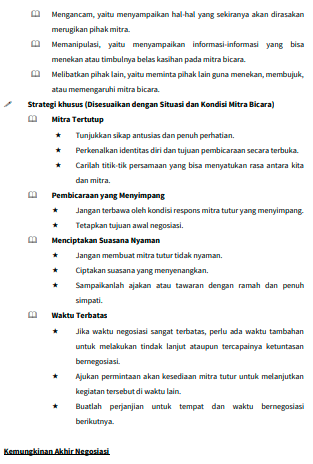 Mengancam, yaitu menyampaikan hal-hal yang sekiranya akan dirasakan
merugikan pihak mitra.
Memanipulasi, yaitu menyampaikan informasi-informasi yang bisa
menekan atau timbulnya belas kasihan pada mitra bicara.
Melibatkan pihak lain, yaitu meminta pihak lain guna menekan, membujuk,
atau memengaruhi mitra bicara.
Strategi khusus (Disesuaikan dengan Situasi dan Kondisi Mitra Bicara)
Mitra Tertutup
★ Tunjukkan sikap antusias dan penuh perhatian.
★ Perkenalkan identitas diri dan tujuan pembicaraan secara terbuka.
★ Carilah titik-titik persamaan yang bisa menyatukan rasa antara kita
dan mitra.
Pembicaraan yang Menyimpang
★ Jangan terbawa oleh kondisi respons mitra tutur yang menyimpang.
★ Tetapkan tujuan awal negosiasi.
Menciptakan Suasana Nyaman
★ Jangan membuat mitra tutur tidak nyaman.
★ Ciptakan suasana yang menyenangkan.
★ Sampaikanlah ajakan atau tawaran dengan ramah dan penuh
simpati.
Waktu Terbatas
★ Jika waktu negosiasi sangat terbatas, perlu ada waktu tambahan
untuk melakukan tindak lanjut ataupun tercapainya ketuntasan
bernegosiasi.
★ Ajukan permintaan akan kesediaan mitra tutur untuk melanjutkan
kegiatan tersebut di waktu lain.
★ Buatlah perjanjian untuk tempat dan waktu bernegosiasi
berikutnya.
Kemungkinan Akhir Negosiasi